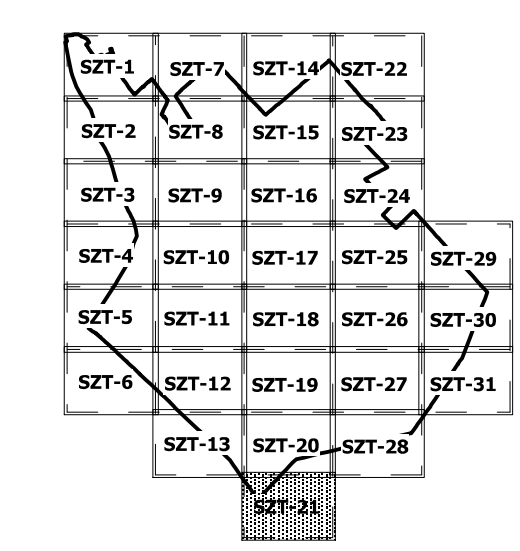 SZT-1 SZT-7 SZT-14 SZT-22
SZT-2 SZT-8 SZT-15 SZT-23
SZT-3 SZT-9 SZT-16 SZT-24
SZT-4 SZT-10 SZT-17 SZT-25 SZT-29
SZT-5 SZT-11 SZT-18 SZT-26 SZT-30
SZT-6 SZT-12 SZT-19 SZT-27 SZT-31
SZT-13 SZT-20 SZT-28
SZT-21